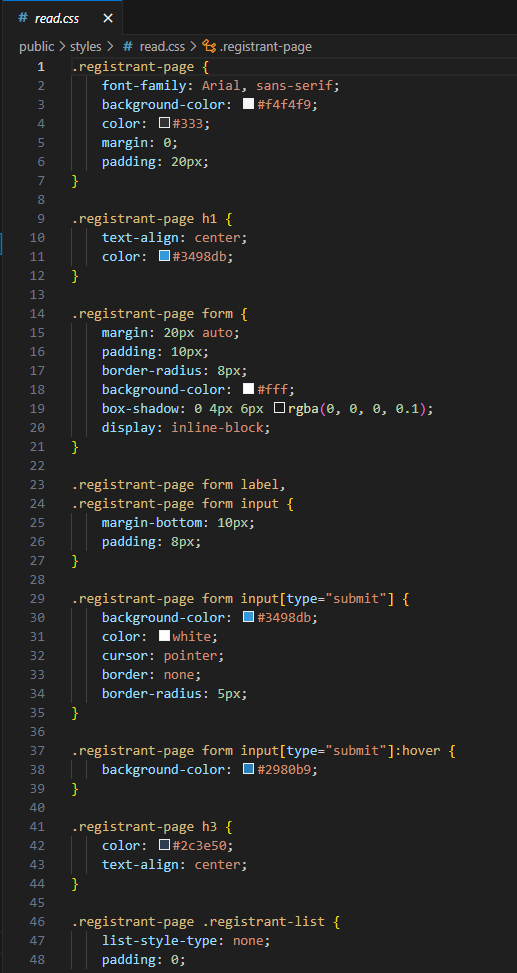 # read.css ×
public > styles > # read.css > .registrant-page
1 .registrant-page {
2 font-family: Arial, sans-serif;
3 background-color: #f4f4f9;
4 color: #333;
5 margin: 0;
6 padding: 20px;
7 }
8
9 .registrant-page h1 {
10 text-align: center;
11 color: #3498db;
12 }
13
14 .registrant-page form {
15 margin: 20px auto;
16 padding: 10px;
17 border-radius: 8px;
18 background-color: #fff;
19 box-shadow: 0 4px 6px rgba(0, 0, 0, 0.1);
20 display: inline-block;
21 }
22
23 .registrant-page form label,
24 .registrant-page form input {
25 margin-bottom: 10px;
26 padding: 8px;
27 }
28
29 .registrant-page form input[type="submit"] {
30 background-color: #3498db;
31 color: white;
32 cursor: pointer;
33 border: none;
34 border-radius: 5px;
35 }
36
37 .registrant-page form input[type="submit"]:hover {
38 background-color: #2980b9;
39 }
40
41 .registrant-page h3 {
42 color: #2c3e50;
43 text-align: center;
44 }
45
46 .registrant-page .registrant-list {
47 list-style-type: none;
48 padding: 0;